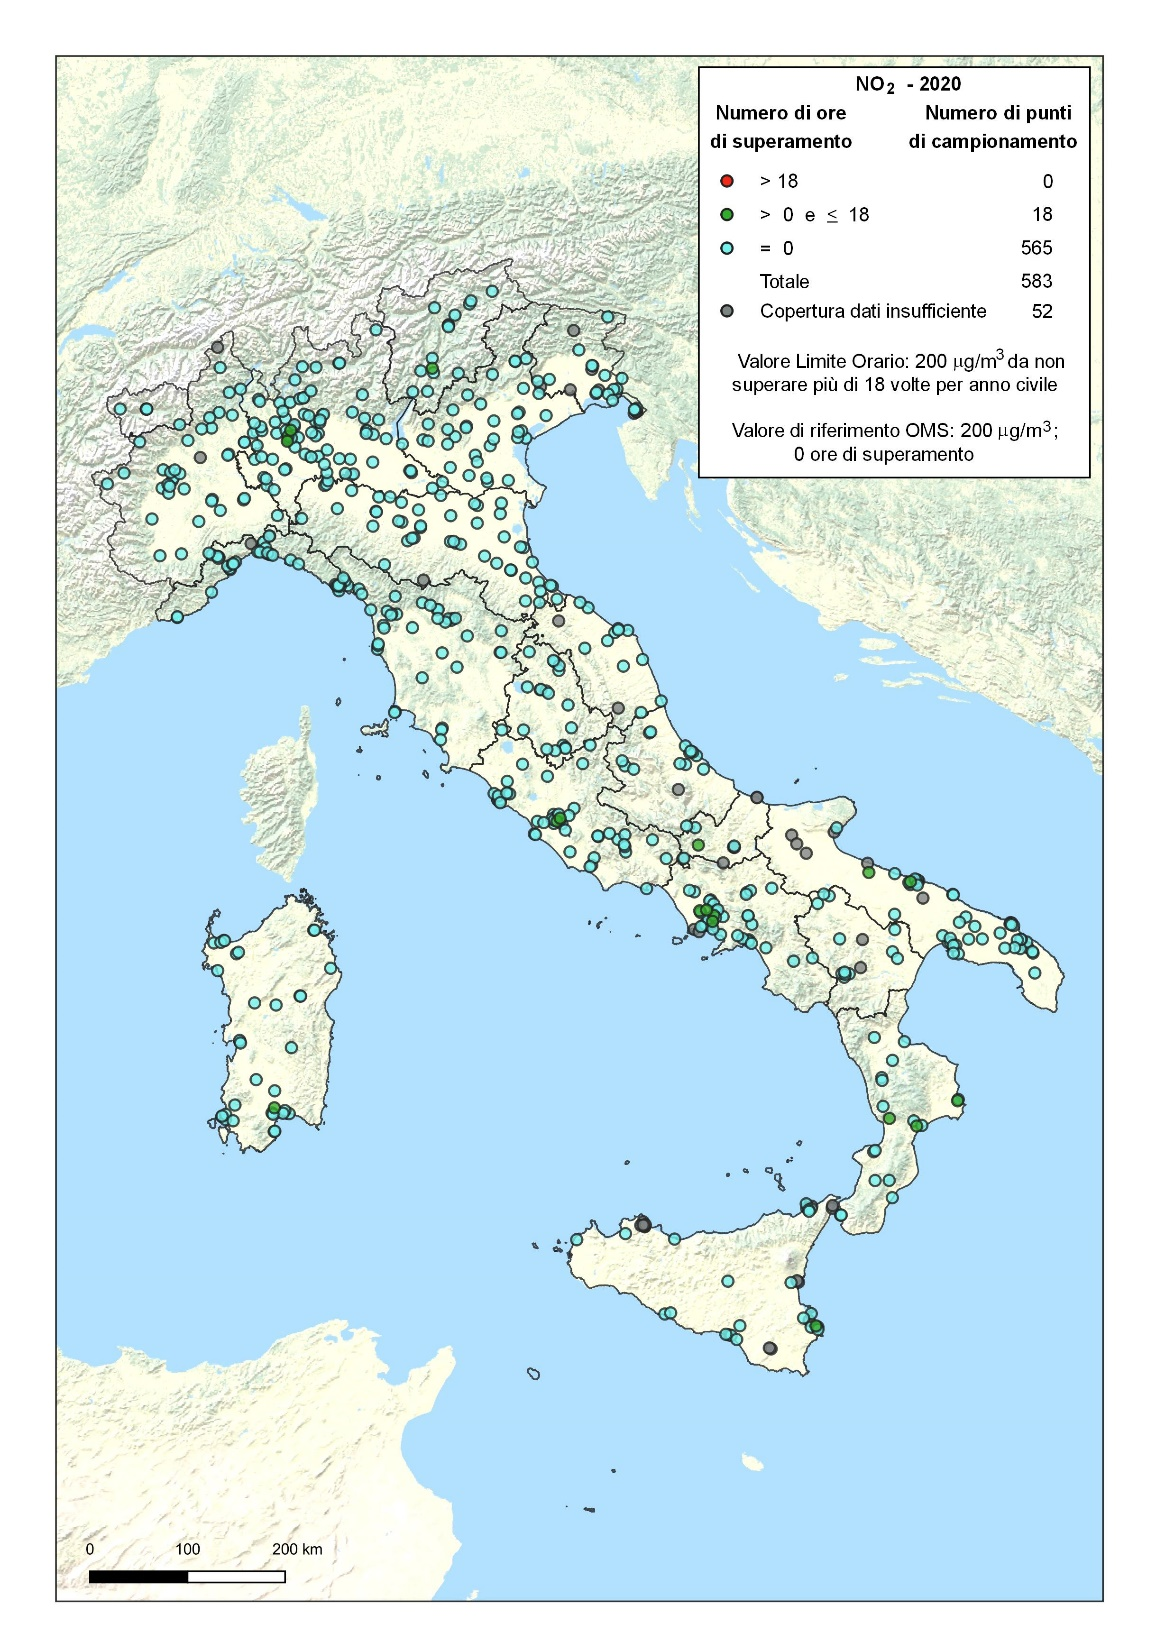 NO2 - 2020
Numero di ore Numero di punti
di superamento di campionamento
> 18 0
> 0 e ≤ 18 18
= 0 565
Totale 583
Copertura dati insufficiente 52
Valore Limite Orario: 200 µg/m3 da non
superare più di 18 volte per anno civile
Valore di riferimento OMS: 200 µg/m3;
0 ore di superamento
0 100 200 km